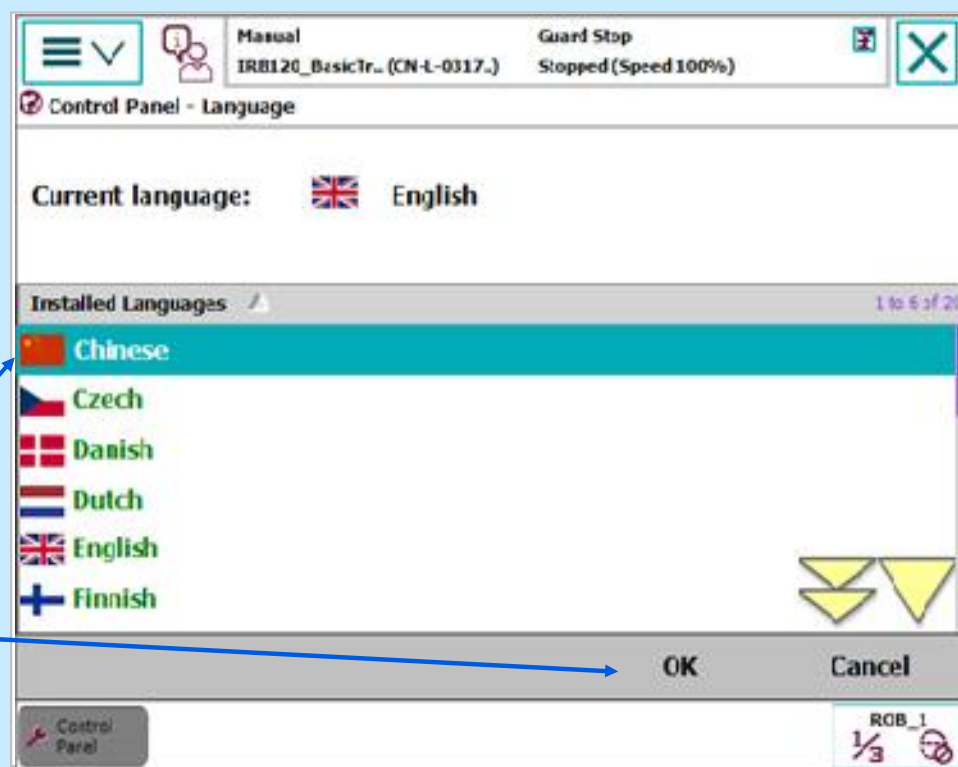 Manual Guard Stop
IRB120_BasicTr.. (CN-L-0317..) Stopped (Speed 100%)
Control Panel - Language
Current language: English
Installed Languages 1 to 6 of 20
Chinese
Czech
Danish
Dutch
English
Finnish
OK Cancel
Control
Panel
ROB_1
1/3